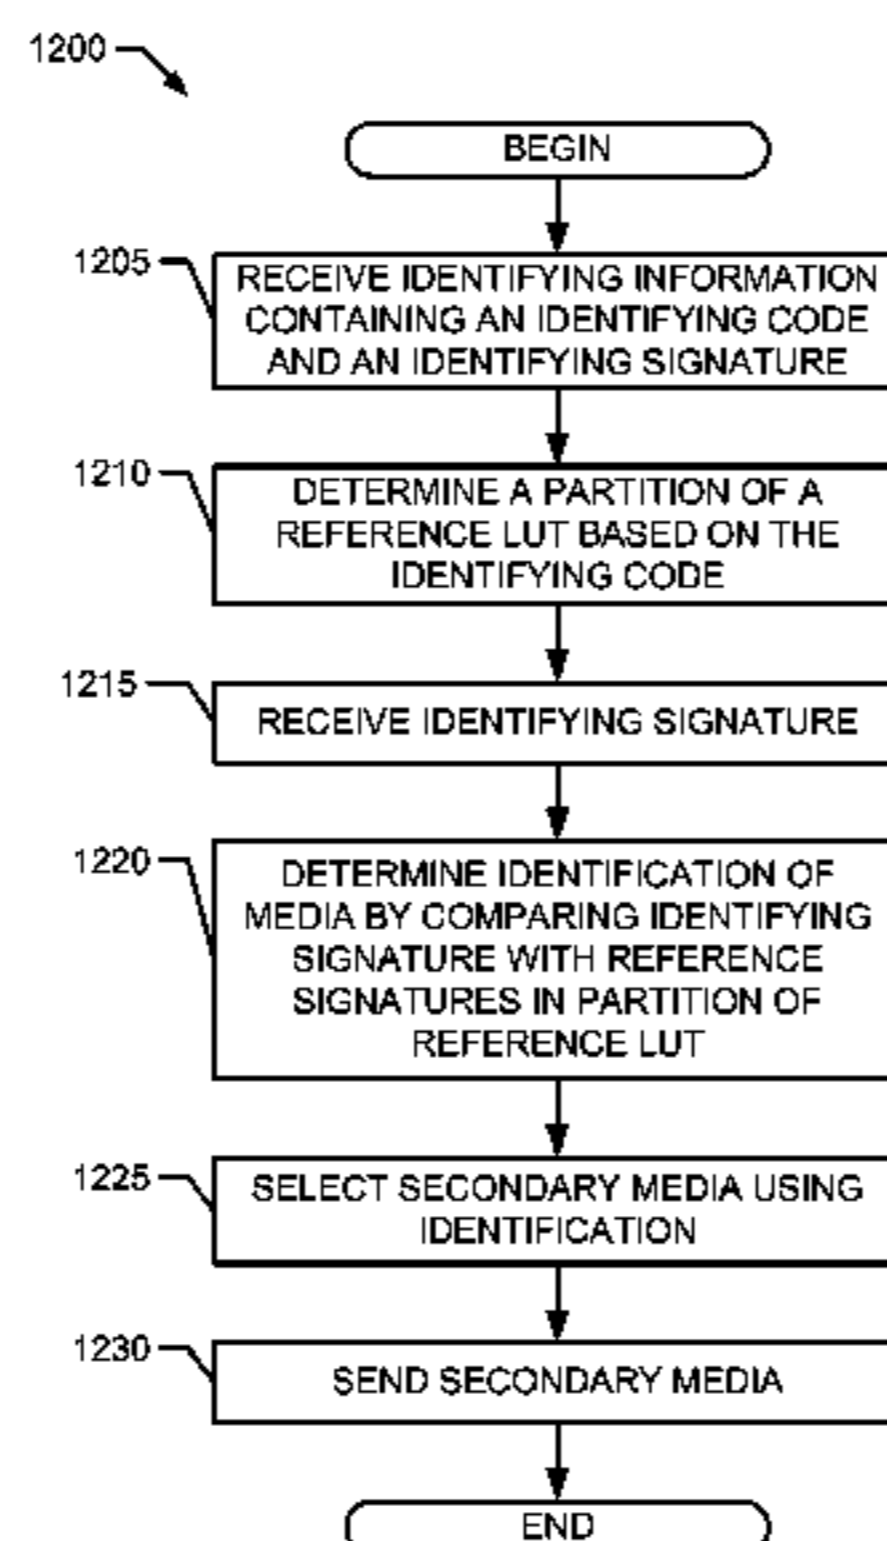 1200
BEGIN
1205
RECEIVE IDENTIFYING INFORMATION
CONTAINING AN IDENTIFYING CODE
AND AN IDENTIFYING SIGNATURE
1210
DETERMINE A PARTITION OF A
REFERENCE LUT BASED ON THE
IDENTIFYING CODE
1215
RECEIVE IDENTIFYING SIGNATURE
1220
DETERMINE IDENTIFICATION OF
MEDIA BY COMPARING IDENTIFYING
SIGNATURE WITH REFERENCE
SIGNATURES IN PARTITION OF
REFERENCE LUT
1225
SELECT SECONDARY MEDIA USING
IDENTIFICATION
1230
SEND SECONDARY MEDIA
END